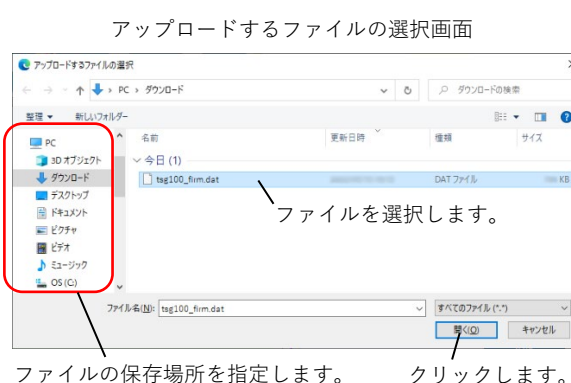 アップロードするファイルの選択画面
アップロードするファイルの選択
PC › ダウンロード
ダウンロードの検索
整理 新しいフォルダー
PC
3D オブジェクト
ダウンロード
デスクトップ
ドキュメント
ピクチャ
ビデオ
ミュージック
OS (C:)
名前 更新日時 種類 サイズ
今日 (1)
tsg100_firm.dat DAT ファイル KB
ファイルを選択します。
ファイル名(N): tsg100_firm.dat すべてのファイル (*.*)
開く(O) キャンセル
ファイルの保存場所を指定します。 クリックします。